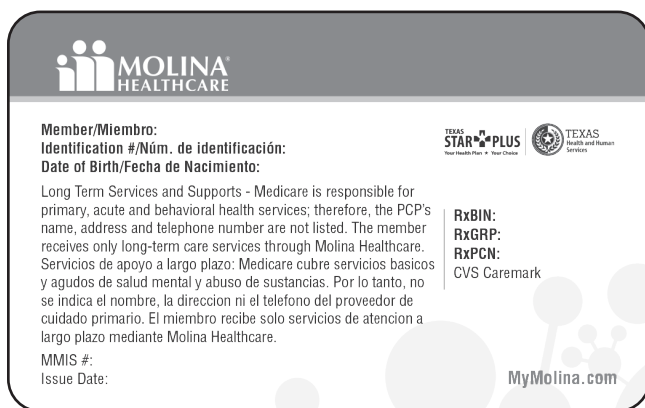 MOLINA®
HEALTHCARE
Member/Miembro:
Identification #/Núm. de identificación:
Date of Birth/Fecha de Nacimiento:
Long Term Services and Supports - Medicare is responsible for
primary, acute and behavioral health services; therefore, the PCP's
name, address and telephone number are not listed. The member
receives only long-term care services through Molina Healthcare.
Servicios de apoyo a largo plazo: Medicare cubre servicios basicos
y agudos de salud mental y abuso de sustancias. Por lo tanto, no
se indica el nombre, la direccion ni el telefono del proveedor de
cuidado primario. El miembro recibe solo servicios de atencion a
largo plazo mediante Molina Healthcare.
MMIS #:
Issue Date:
TEXAS
STAR PLUS
Your Health Plan ★ Your Choice
TEXAS
Health and Human
Services
RxBIN:
RxGRP:
RxPCN:
CVS Caremark
MyMolina.com